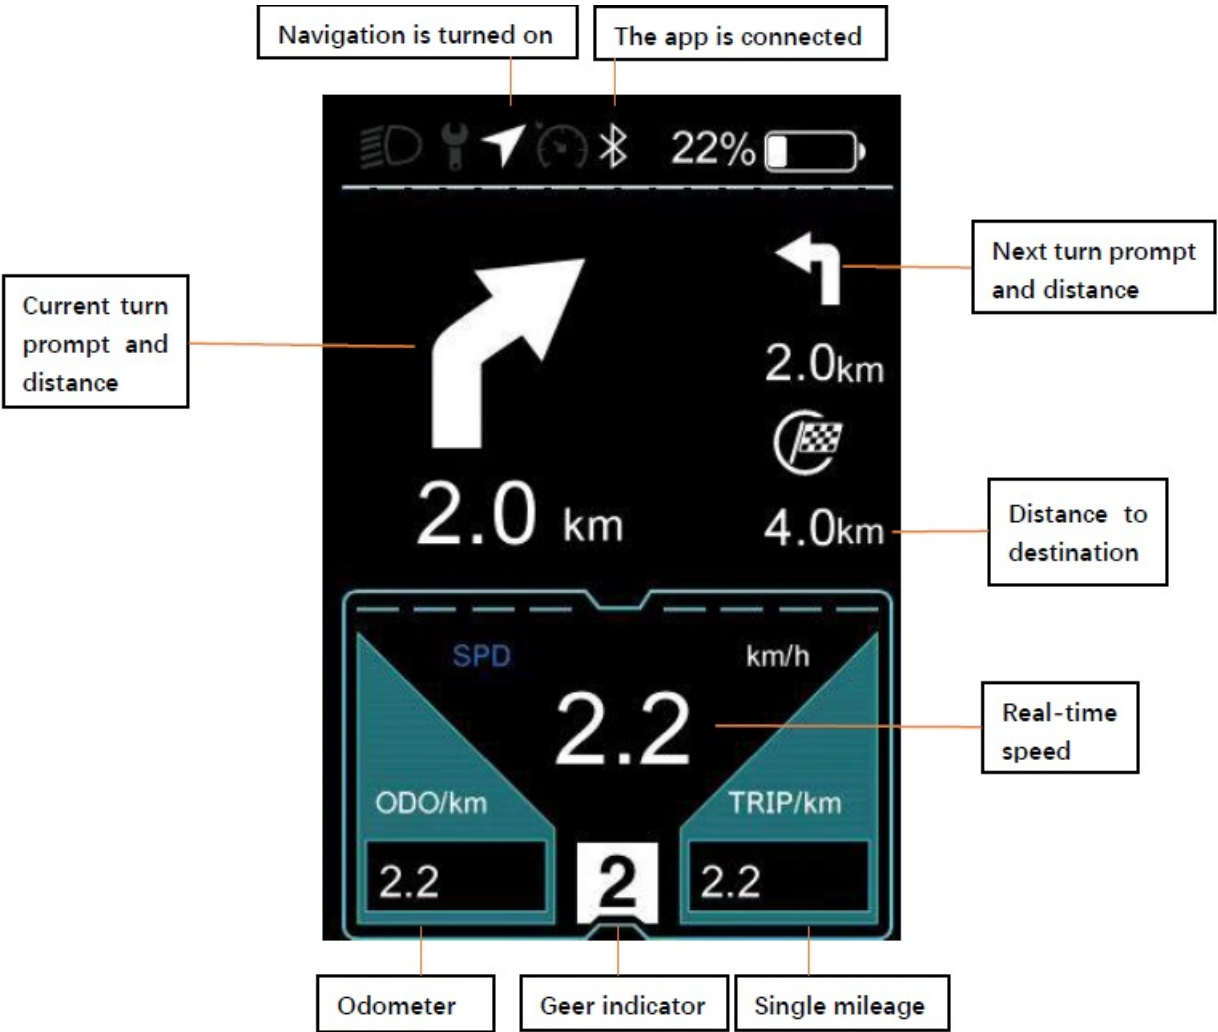 Navigation is turned on
The app is connected
22%
Next turn prompt
and distance
Current turn
prompt and
distance
2.0km
2.0 km
4.0km
Distance to
destination
SPD
km/h
2.2
Real-time
speed
ODO/km
TRIP/km
2.2
2
2.2
Odometer
Geer indicator
Single mileage